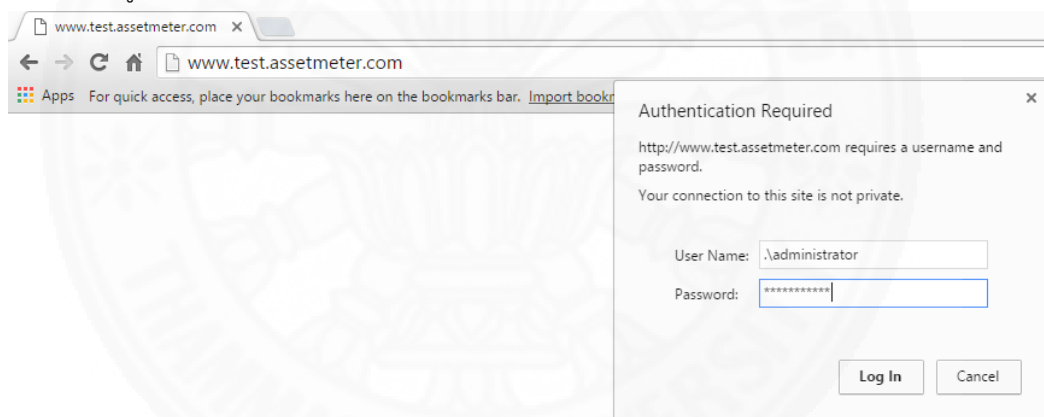 www.test.assetmeter.com
www.test.assetmeter.com
Apps For quick access, place your bookmarks here on the bookmarks bar. Import bookr
Authentication Required
http://www.test.assetmeter.com requires a username and
password.
Your connection to this site is not private.
User Name: .\administrator
Password: ***********
Log In Cancel